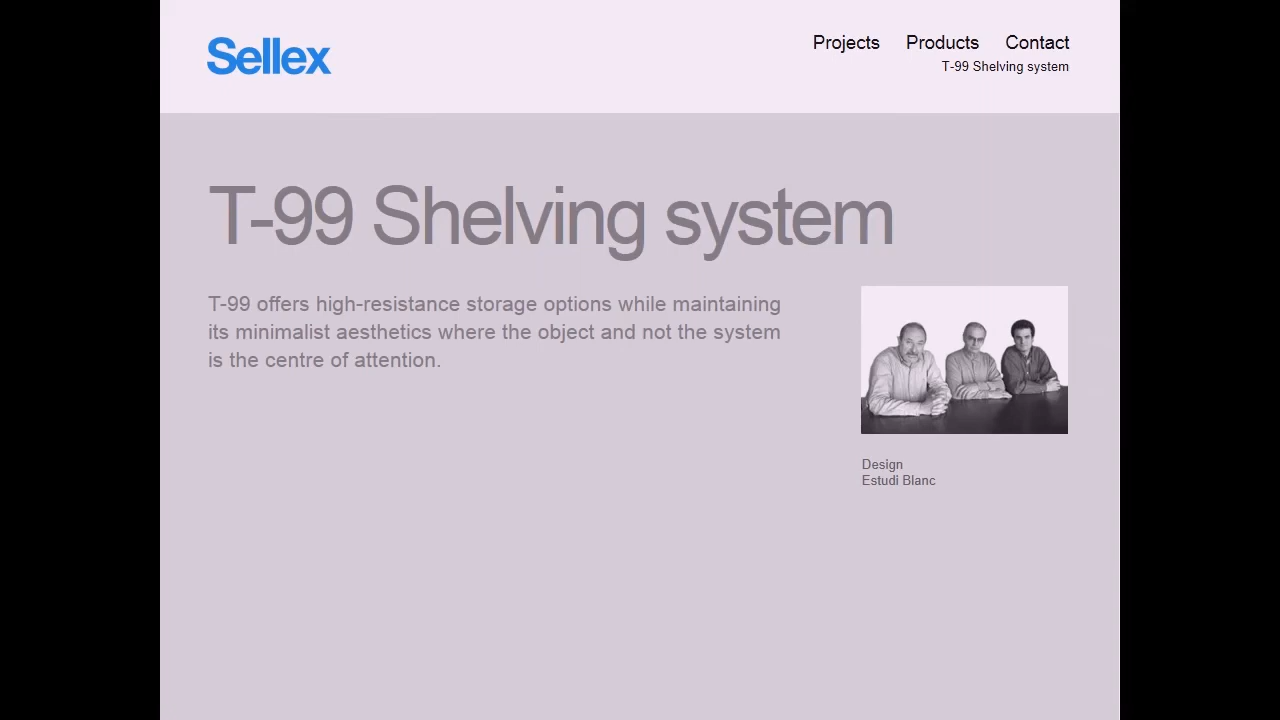 Sellex
Projects Products Contact
T-99 Shelving system
T-99 Shelving system
T-99 offers high-resistance storage options while maintaining
its minimalist aesthetics where the object and not the system
is the centre of attention.
Design
Estudi Blanc